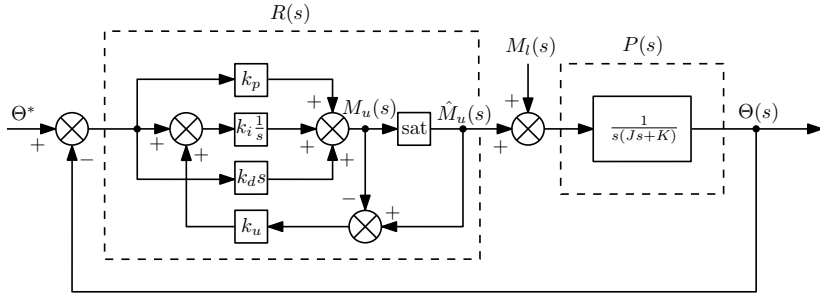 R(s)
M_l(s)
P(s)
Θ*
+
−
k_p
+
k_i 1/s
+
+
k_d s
+
+
+
M_u(s)
sat
M̂_u(s)
+
+
1/s(Js+K)
Θ(s)
−
+
k_u